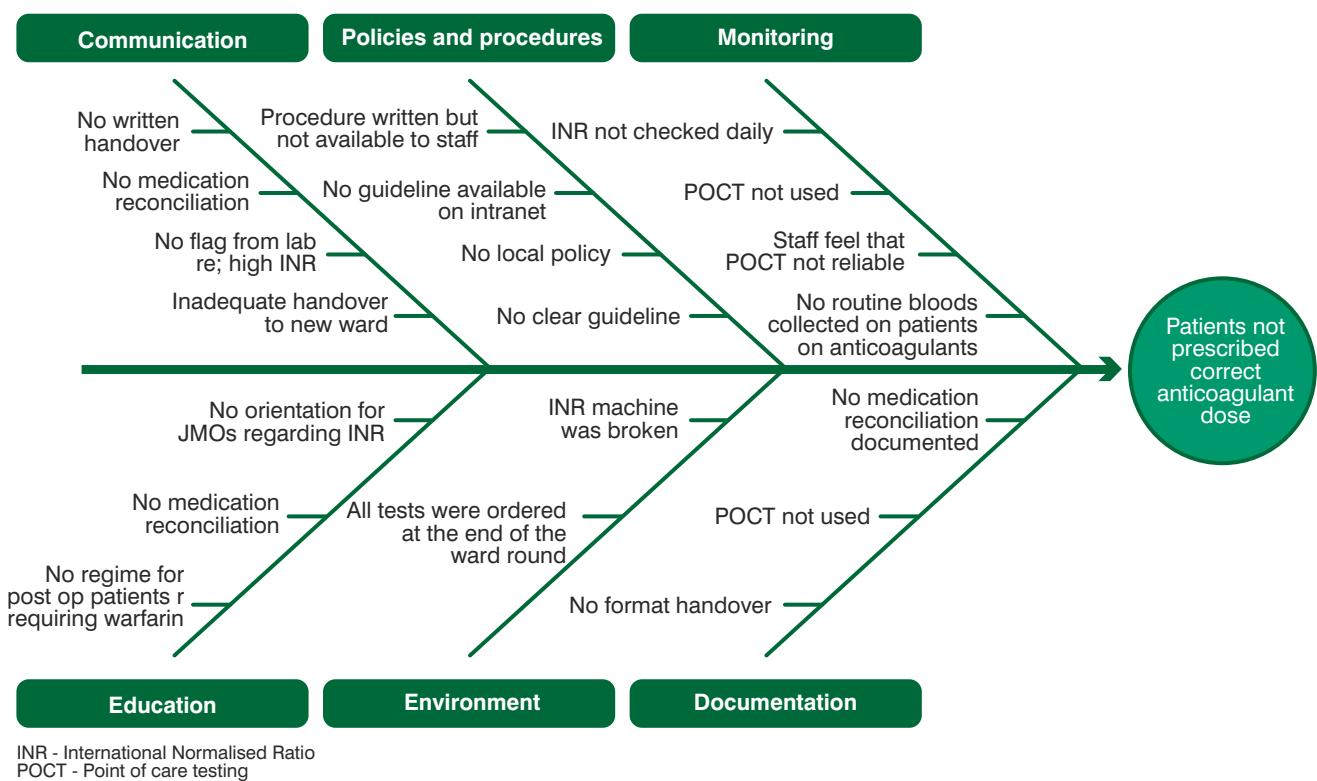 Communication
Policies and procedures
Monitoring
No written
handover
No medication
reconciliation
No flag from lab
re; high INR
Inadequate handover
to new ward
Procedure written but
not available to staff
No guideline available
on intranet
No local policy
No clear guideline
INR not checked daily
POCT not used
Staff feel that
POCT not reliable
No routine bloods
collected on patients
on anticoagulants
Patients not
prescribed
correct
anticoagulant
dose
No orientation for
JMOs regarding INR
No medication
reconciliation
No regime for
post op patients r
requiring warfarin
INR machine
was broken
All tests were ordered
at the end of the
ward round
No medication
reconciliation
documented
POCT not used
No format handover
Education
Environment
Documentation
INR - International Normalised Ratio
POCT - Point of care testing